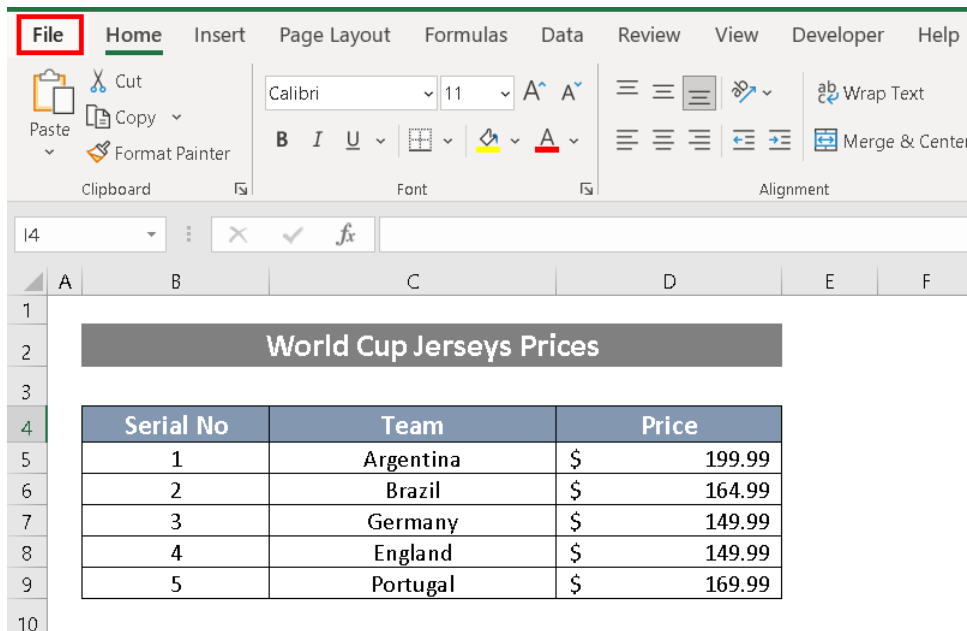 File Home Insert Page Layout Formulas Data Review View Developer Help
Cut
Calibri 11 A^ A˅ ab Wrap Text
Paste Copy
B I U A Merge & Center
Format Painter
Clipboard Font Alignment
I4 fx
A B C D E F
1
2 World Cup Jerseys Prices
3
4 Serial No Team Price
5 1 Argentina $ 199.99
6 2 Brazil $ 164.99
7 3 Germany $ 149.99
8 4 England $ 149.99
9 5 Portugal $ 169.99
10